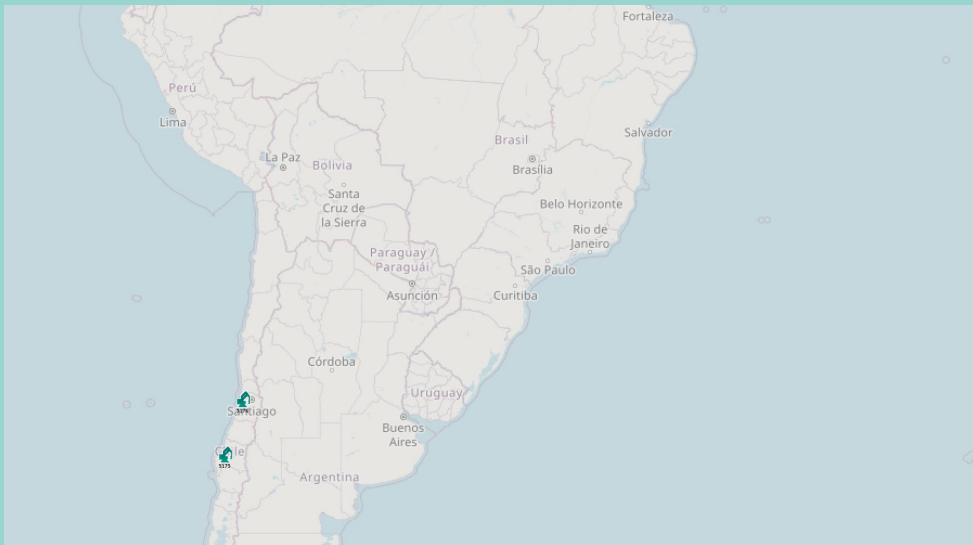 Fortaleza
Perú
Lima
Salvador
Brasil
La Paz
Bolivia
Brasília
Santa
Cruz de
la Sierra
Belo Horizonte
Rio de
Janeiro
Paraguay /
Paraguái
São Paulo
Asunción
Curitiba
Córdoba
Uruguay
Santiago
Buenos
Aires
5175
Argentina